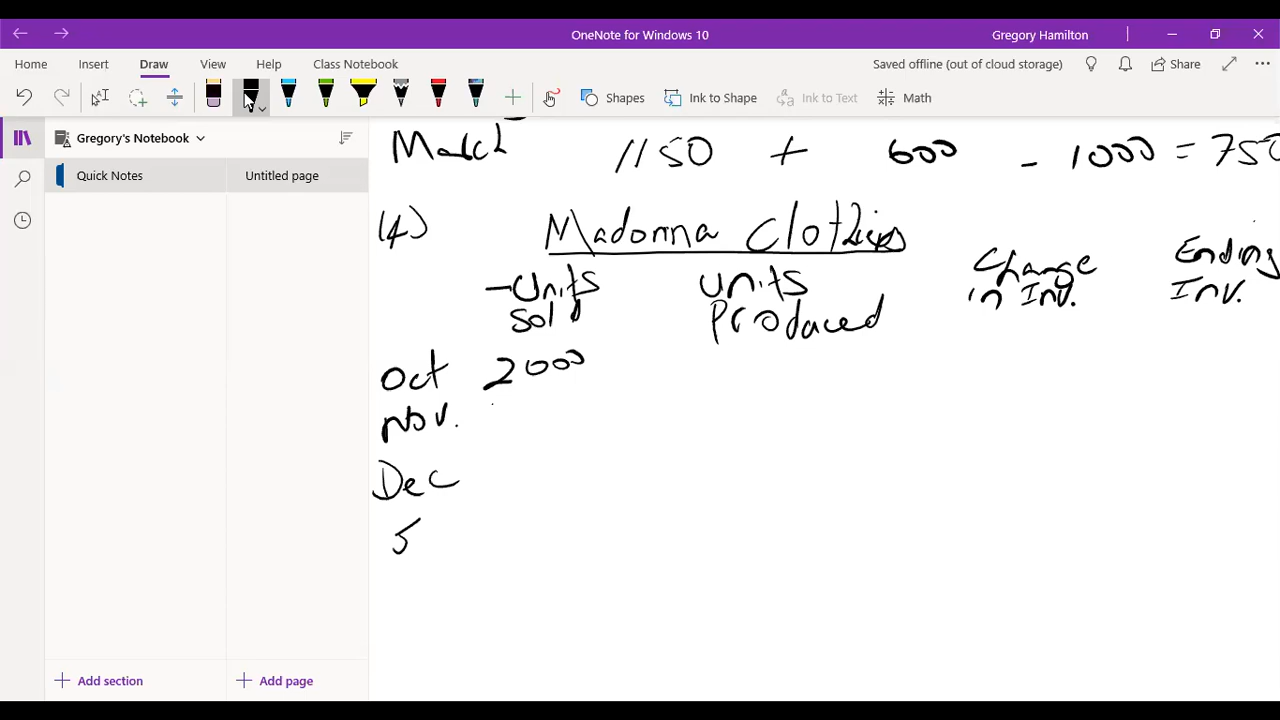 OneNote for Windows 10
Gregory Hamilton
Home Insert Draw View Help Class Notebook
Saved offline (out of cloud storage) Share
Shapes Ink to Shape Ink to Text Math
Gregory's Notebook
Quick Notes
Untitled page
March 1150 + 600 - 1000 = 750
(4) Madonna Clothiers
-Units Units Change Ending
Sold Produced in Inv. Inv.
Oct 2000
Nov.
Dec
5
Add section
Add page